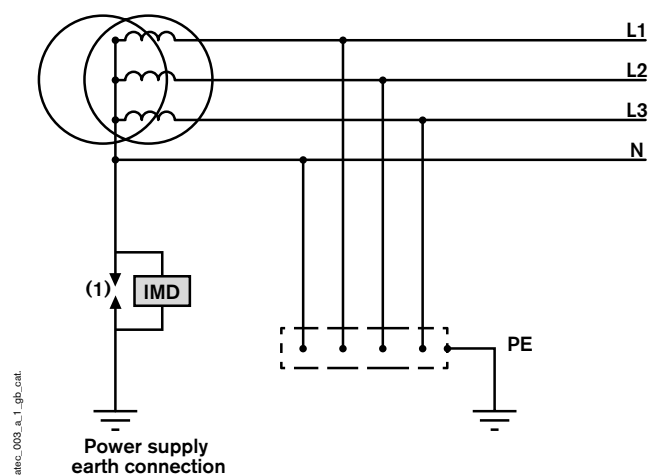 L1
L2
L3
N
(1)
IMD
PE
Power supply
earth connection
atec_003_a_1_gb_cat.